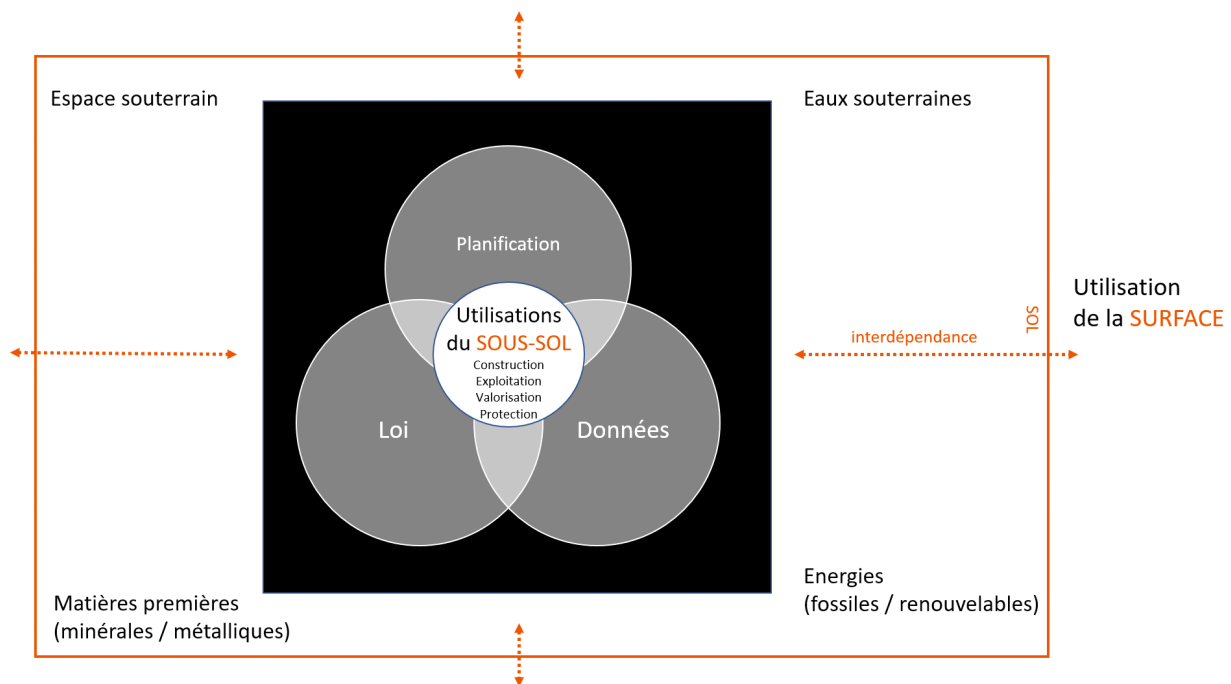 Espace souterrain
Eaux souterraines
Planification
Utilisations
du SOUS-SOL
Construction
Exploitation
Valorisation
Protection
Loi
Données
interdépendance
SOL
Utilisation
de la SURFACE
Matières premières
(minérales / métalliques)
Energies
(fossiles / renouvelables)